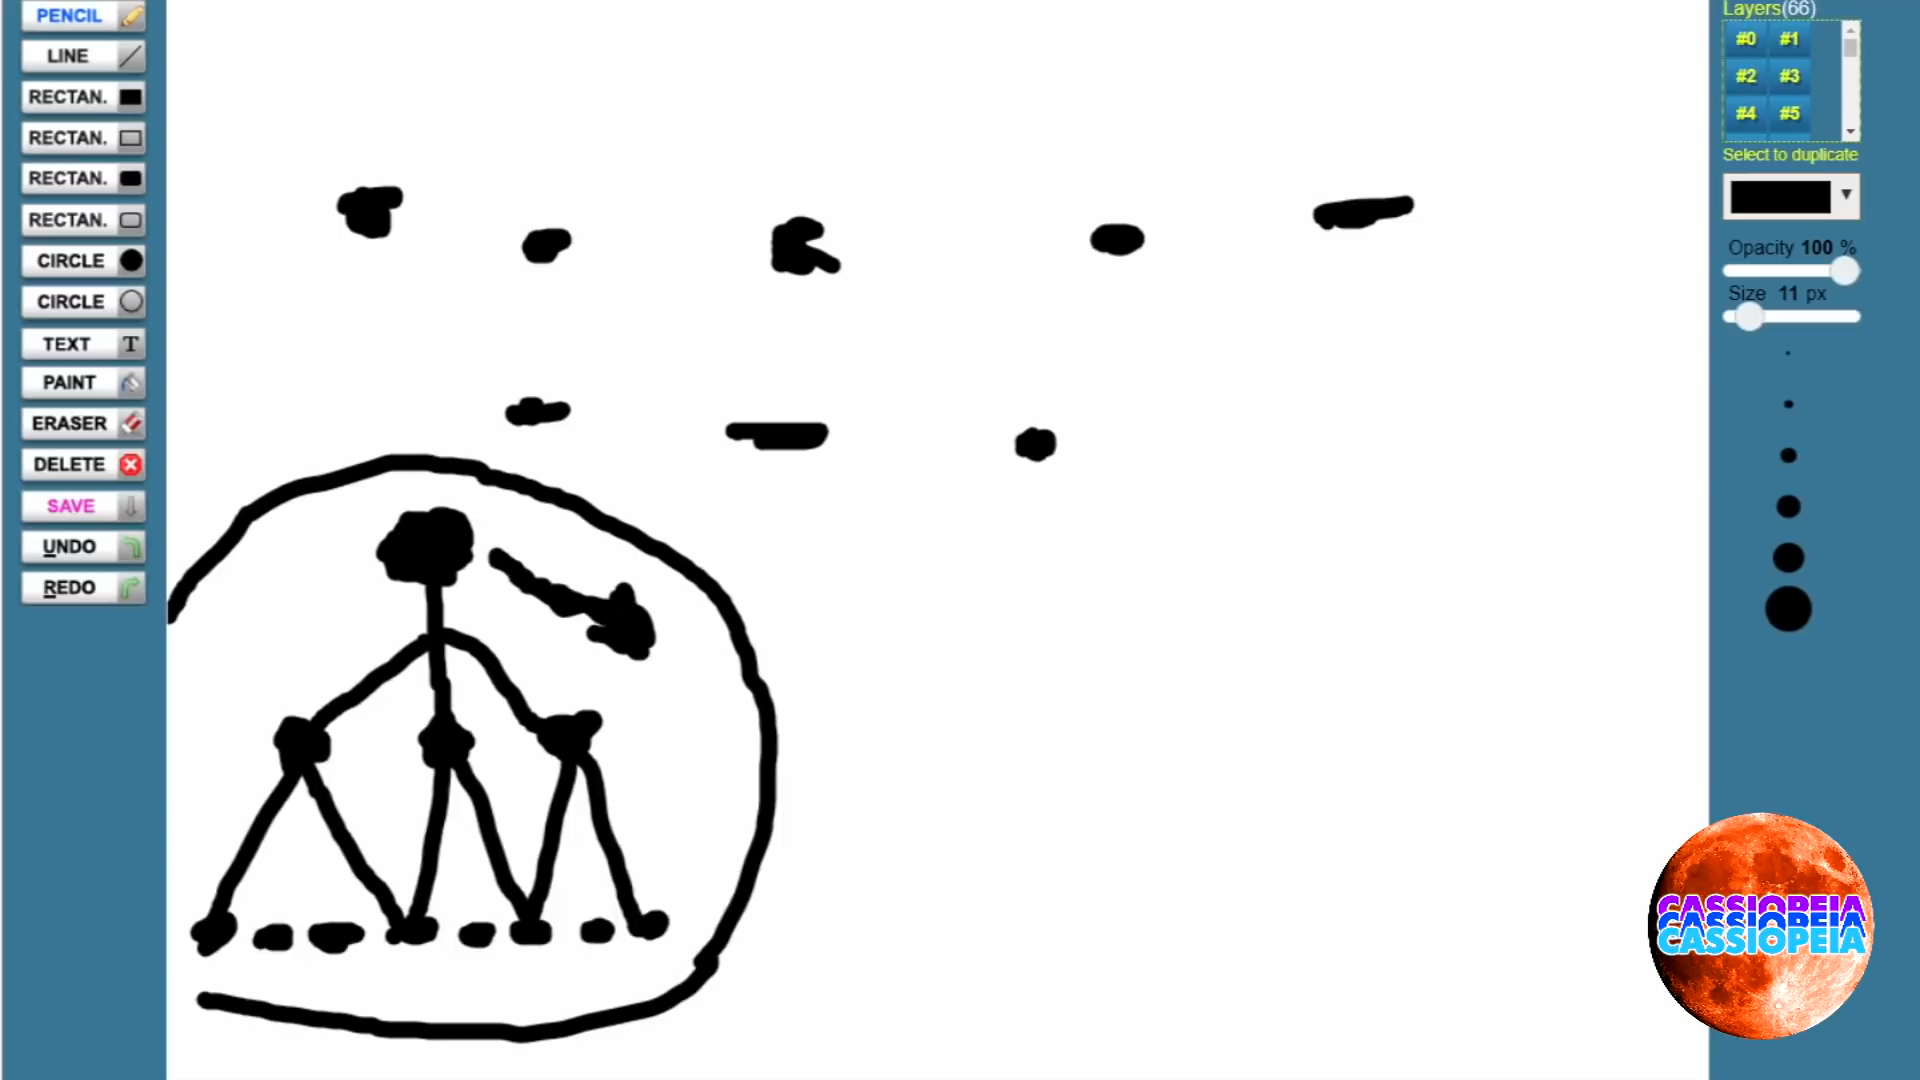 PENCIL
LINE
RECTAN.
RECTAN.
RECTAN.
RECTAN.
CIRCLE
CIRCLE
TEXT T
PAINT
ERASER
DELETE
SAVE
UNDO
REDO
Layers(66)
#0 #1
#2 #3
#4 #5
Select to duplicate
Opacity 100 %
Size 11 px
CASSIOPEIA
CASSIOPEIA
CASSIOPEIA